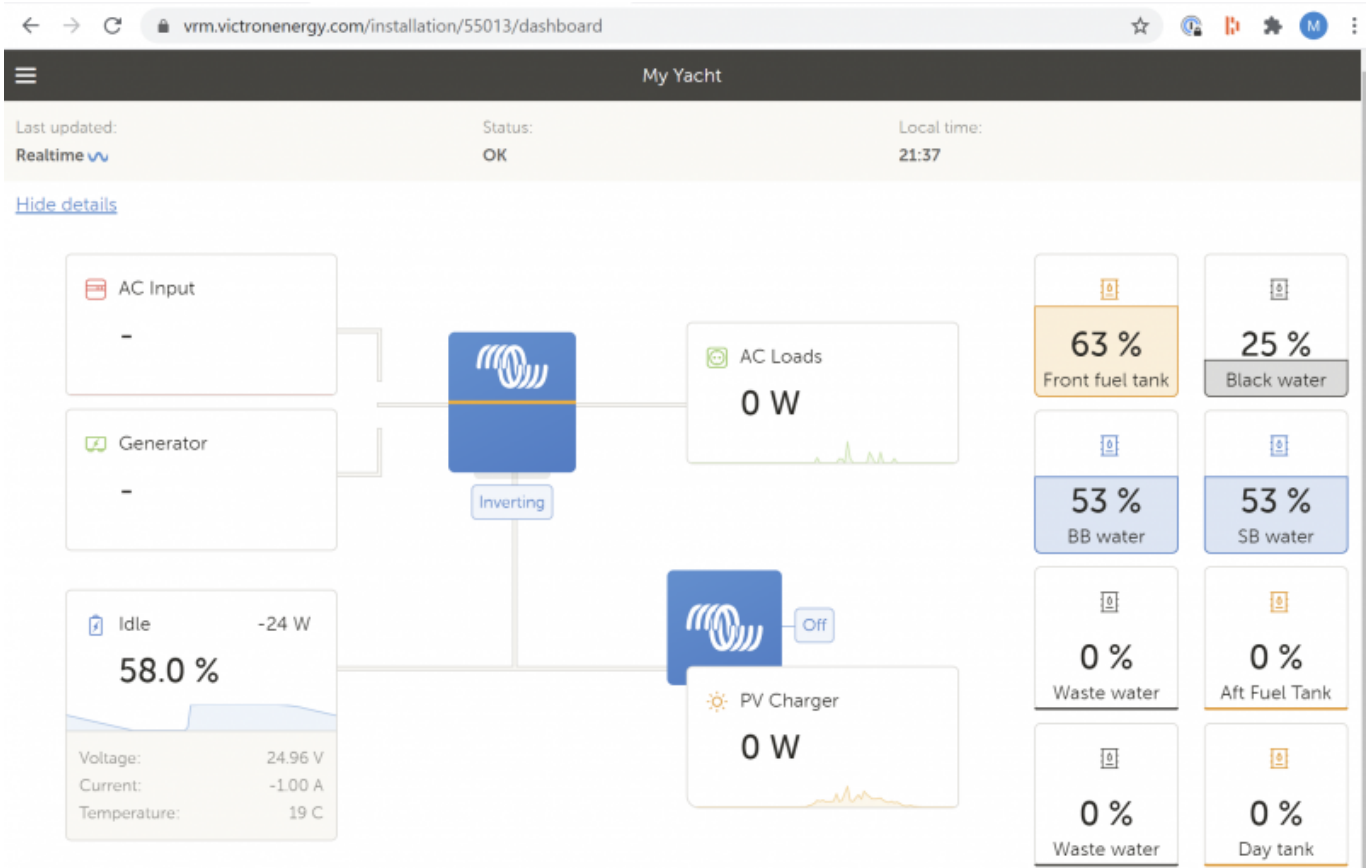 vrm.victronenergy.com/installation/55013/dashboard
M
My Yacht
Last updated:
Realtime
Status:
OK
Local time:
21:37
Hide details
AC Input
-
Generator
-
Inverting
AC Loads
0 W
Idle
-24 W
58.0 %
Voltage:
24.96 V
Current:
-1.00 A
Temperature:
19 C
Off
PV Charger
0 W
63 %
Front fuel tank
25 %
Black water
53 %
BB water
53 %
SB water
0 %
Waste water
0 %
Aft Fuel Tank
0 %
Waste water
0 %
Day tank